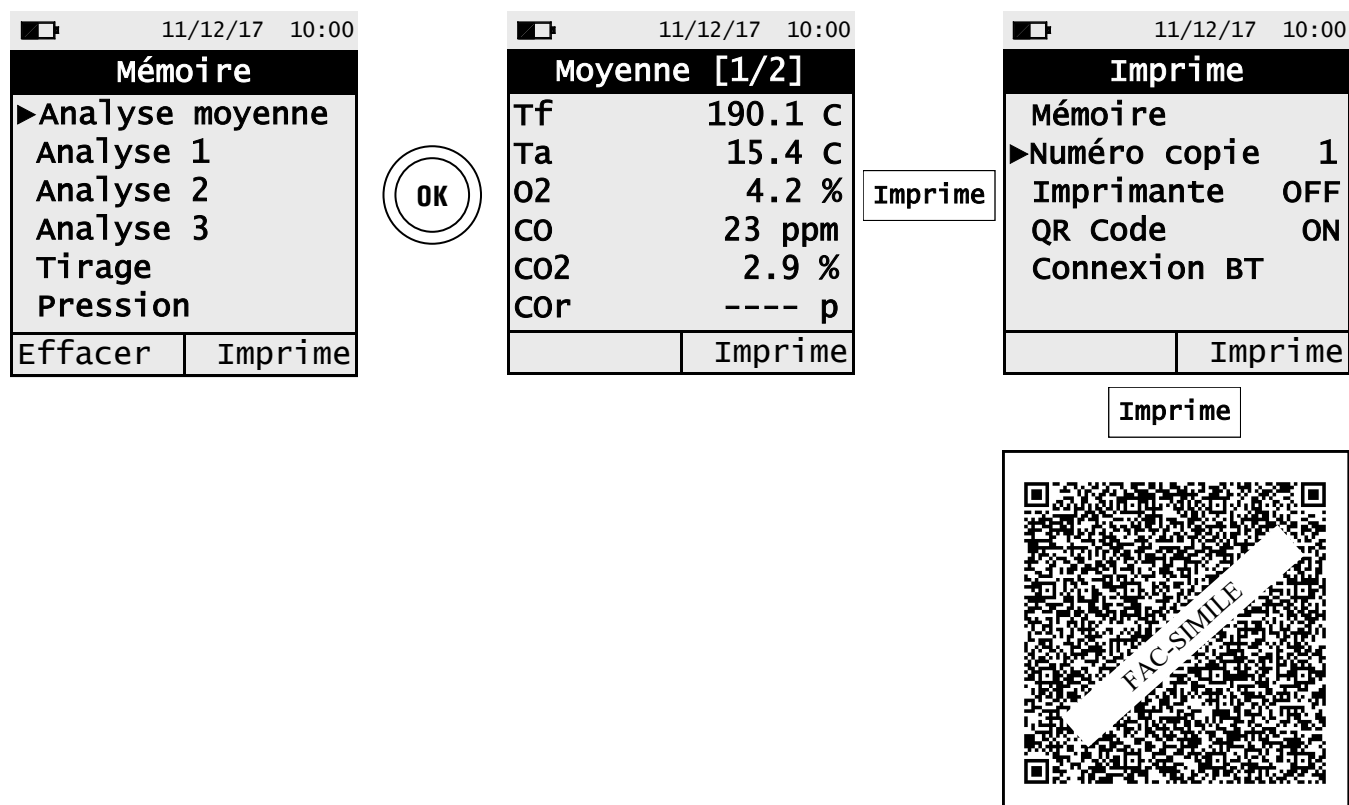 11/12/17 10:00
Mémoire
▶Analyse moyenne
Analyse 1
Analyse 2
Analyse 3
Tirage
Pression
Effacer Imprime
OK
11/12/17 10:00
Moyenne [1/2]
Tf 190.1 C
Ta 15.4 C
O2 4.2 %
CO 23 ppm
CO2 2.9 %
COr ---- p
Imprime
Imprime
11/12/17 10:00
Imprime
Mémoire
▶Numéro copie 1
Imprimante OFF
QR Code ON
Connexion BT
Imprime
Imprime
FAC-SIMILE